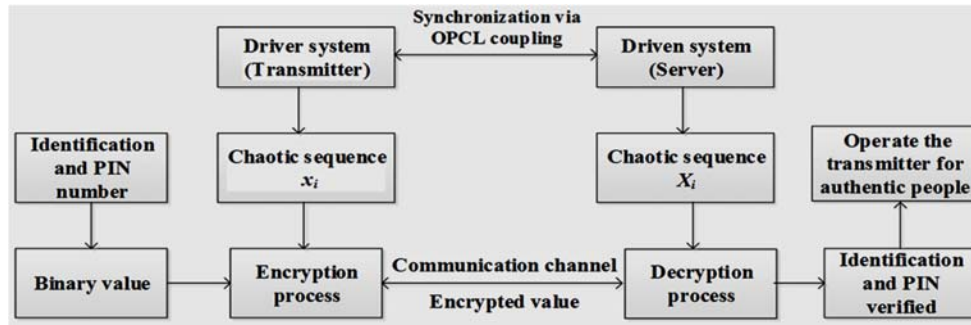 Synchronization via
OPCL coupling
Driver system
(Transmitter)
Driven system
(Server)
Identification
and PIN
number
Chaotic sequence
xi
Chaotic sequence
Xi
Operate the
transmitter for
authentic people
Binary value
Encryption
process
Communication channel
Encrypted value
Decryption
process
Identification
and PIN
verified